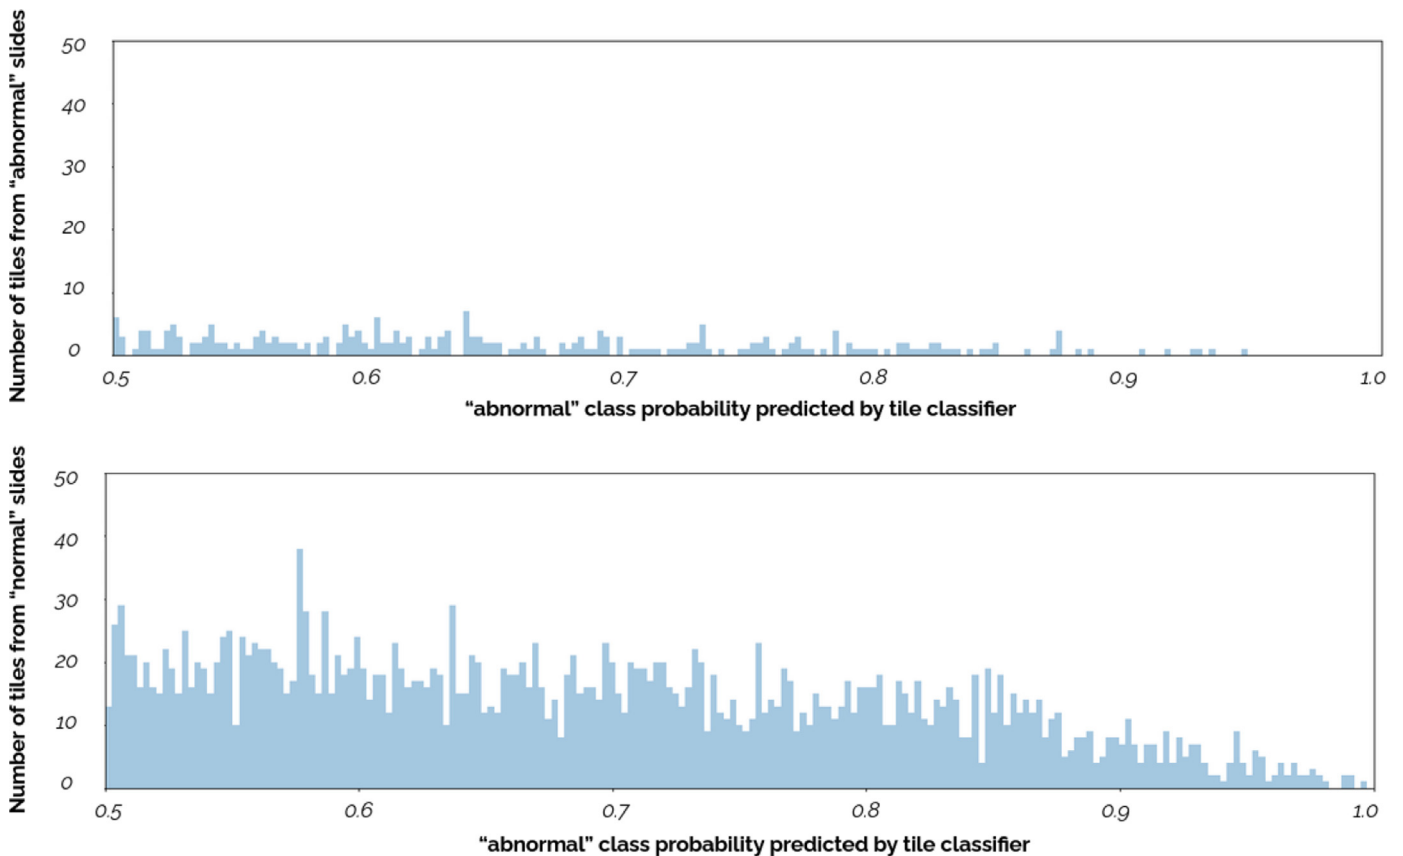 Number of tiles from “abnormal” slides
50
40
30
20
10
0
0.5 0.6 0.7 0.8 0.9 1.0
“abnormal” class probability predicted by tile classifier
Number of tiles from “normal” slides
50
40
30
20
10
0
0.5 0.6 0.7 0.8 0.9 1.0
“abnormal” class probability predicted by tile classifier